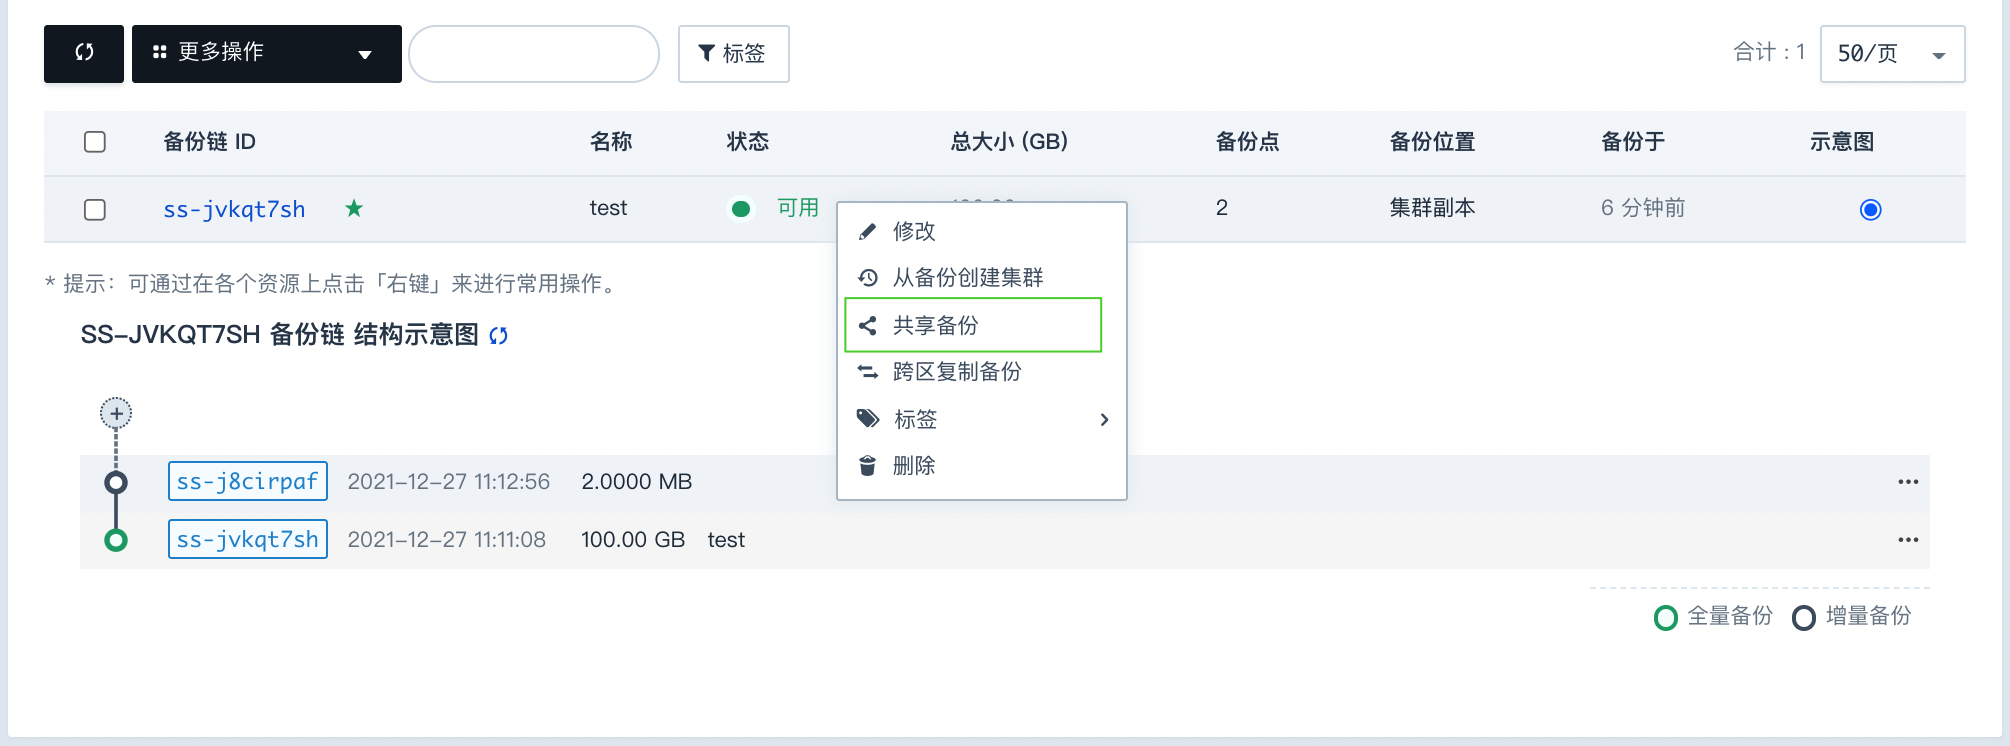 更多操作 标签 合计：1 50/页
备份链 ID 名称 状态 总大小 (GB) 备份点 备份位置 备份于 示意图
ss-jvkqt7sh test 可用 2 集群副本 6 分钟前
修改
从备份创建集群
共享备份
跨区复制备份
标签
删除
* 提示：可通过在各个资源上点击「右键」来进行常用操作。
SS-JVKQT7SH 备份链 结构示意图
ss-j8cirpaf 2021-12-27 11:12:56 2.0000 MB
ss-jvkqt7sh 2021-12-27 11:11:08 100.00 GB test
全量备份 增量备份